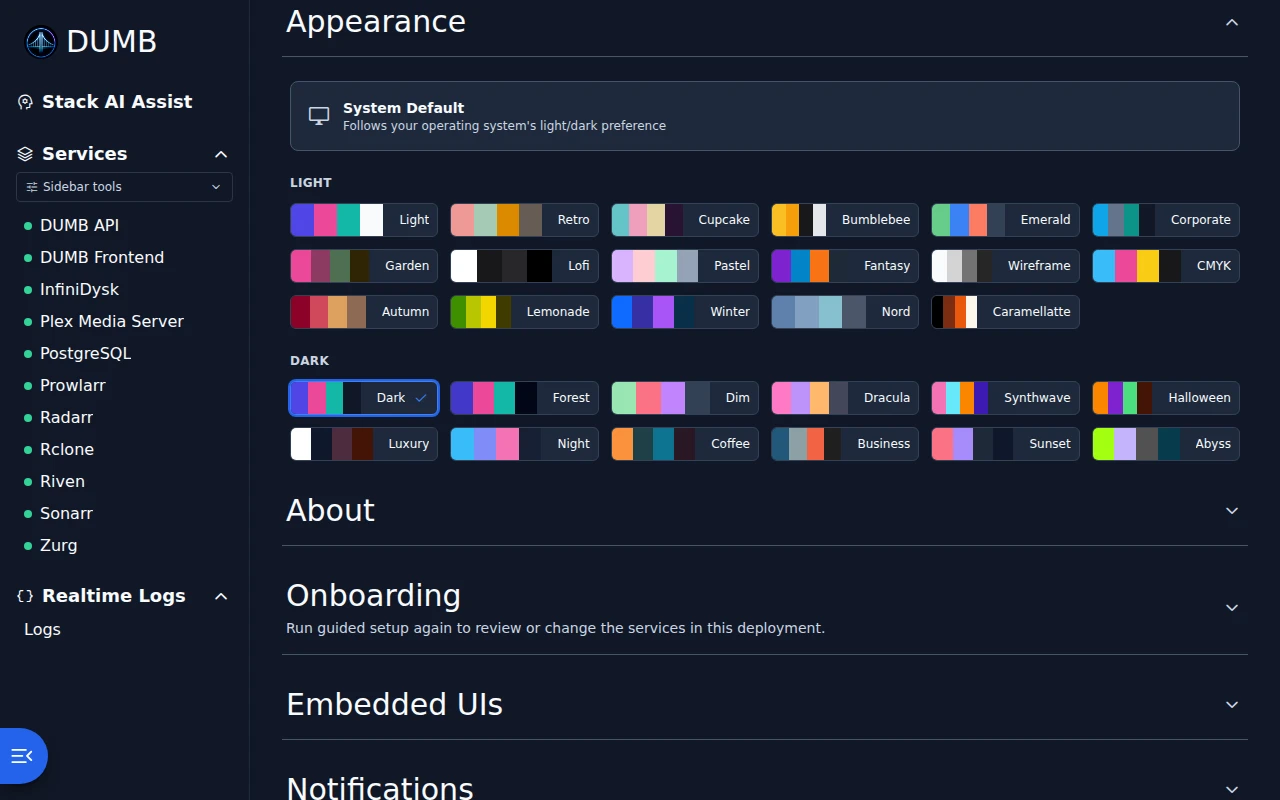 DUMB
Stack AI Assist
Services
Sidebar tools
DUMB API
DUMB Frontend
InfiniDysk
Plex Media Server
PostgreSQL
Prowlarr
Radarr
Rclone
Riven
Sonarr
Zurg
Realtime Logs
Logs
Appearance
System Default
Follows your operating system's light/dark preference
LIGHT
Light Retro Cupcake Bumblebee Emerald Corporate
Garden Lofi Pastel Fantasy Wireframe CMYK
Autumn Lemonade Winter Nord Caramellatte
DARK
Dark Forest Dim Dracula Synthwave Halloween
Luxury Night Coffee Business Sunset Abyss
About
Onboarding
Run guided setup again to review or change the services in this deployment.
Embedded UIs
Notifications